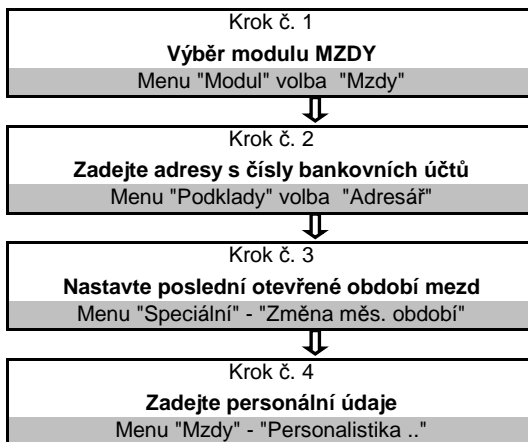 Krok č. 1
Výběr modulu MZDY
Menu "Modul" volba "Mzdy"
Krok č. 2
Zadejte adresy s čísly bankovních účtů
Menu "Podklady" volba "Adresář"
Krok č. 3
Nastavte poslední otevřené období mezd
Menu "Speciální" - "Změna měs. období"
Krok č. 4
Zadejte personální údaje
Menu "Mzdy" - "Personalistika .."